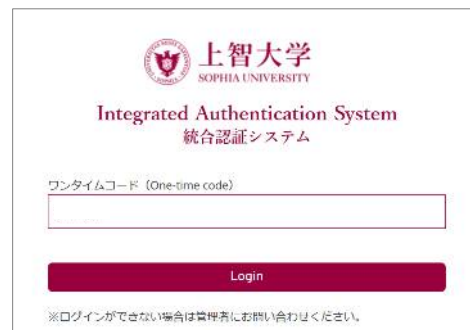 上智大学
SOPHIA UNIVERSITY
Integrated Authentication System
統合認証システム
ワンタイムコード（One-time code）
Login
※ログインができない場合は管理者にお問い合わせください。